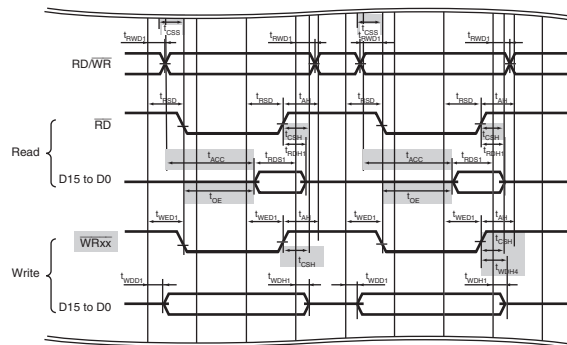 tCSS tCSS
tRWD1 tRWD1 tRWD1 tRWD1
RD/WR
tRSD tRSD tAH tRSD tRSD tAH
RD
tCSH tCSH
Read
tACC tRDS1 tRDH1 tACC tRDS1 tRDH1
D15 to D0
tOE tOE
tWED1 tWED1 tAH tWED1 tWED1 tAH
WRxx
tCSH tCSH
Write
tWDD1 tWDH1 tWDD1 tWDH1 tWDH4
D15 to D0